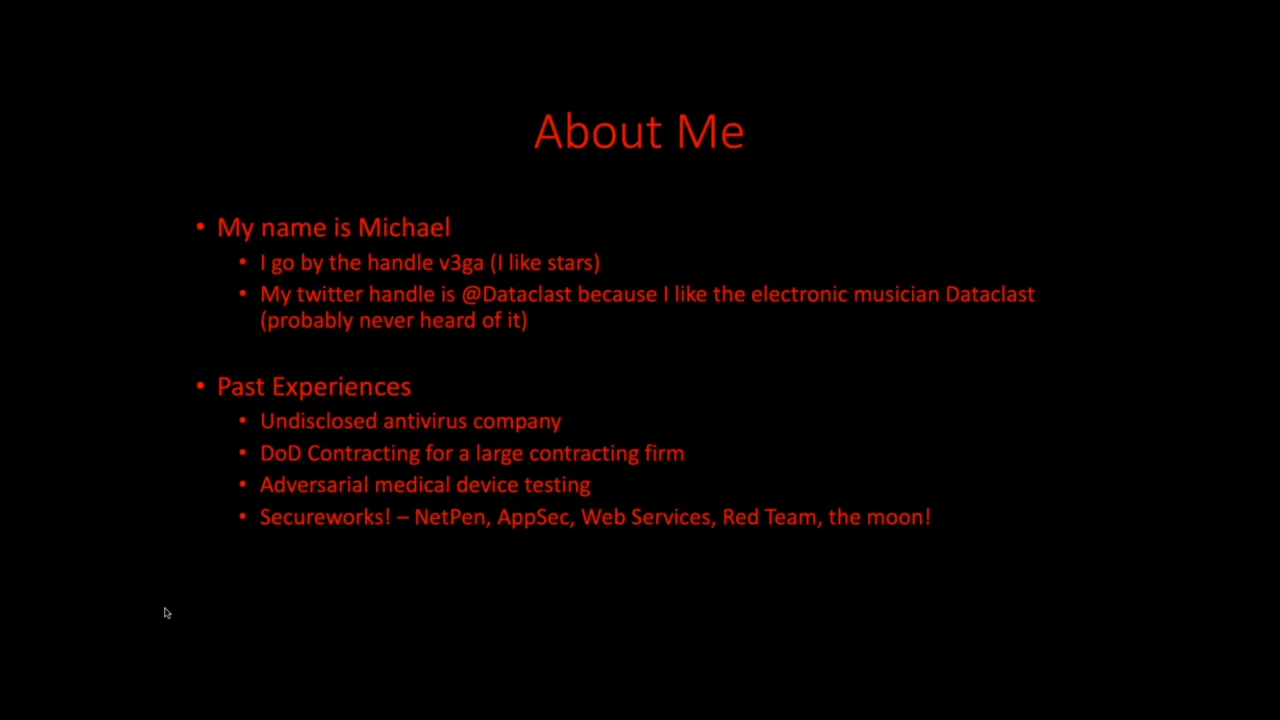 About Me
• My name is Michael
• I go by the handle v3ga (I like stars)
• My twitter handle is @Dataclast because I like the electronic musician Dataclast
(probably never heard of it)
• Past Experiences
• Undisclosed antivirus company
• DoD Contracting for a large contracting firm
• Adversarial medical device testing
• Secureworks! – NetPen, AppSec, Web Services, Red Team, the moon!